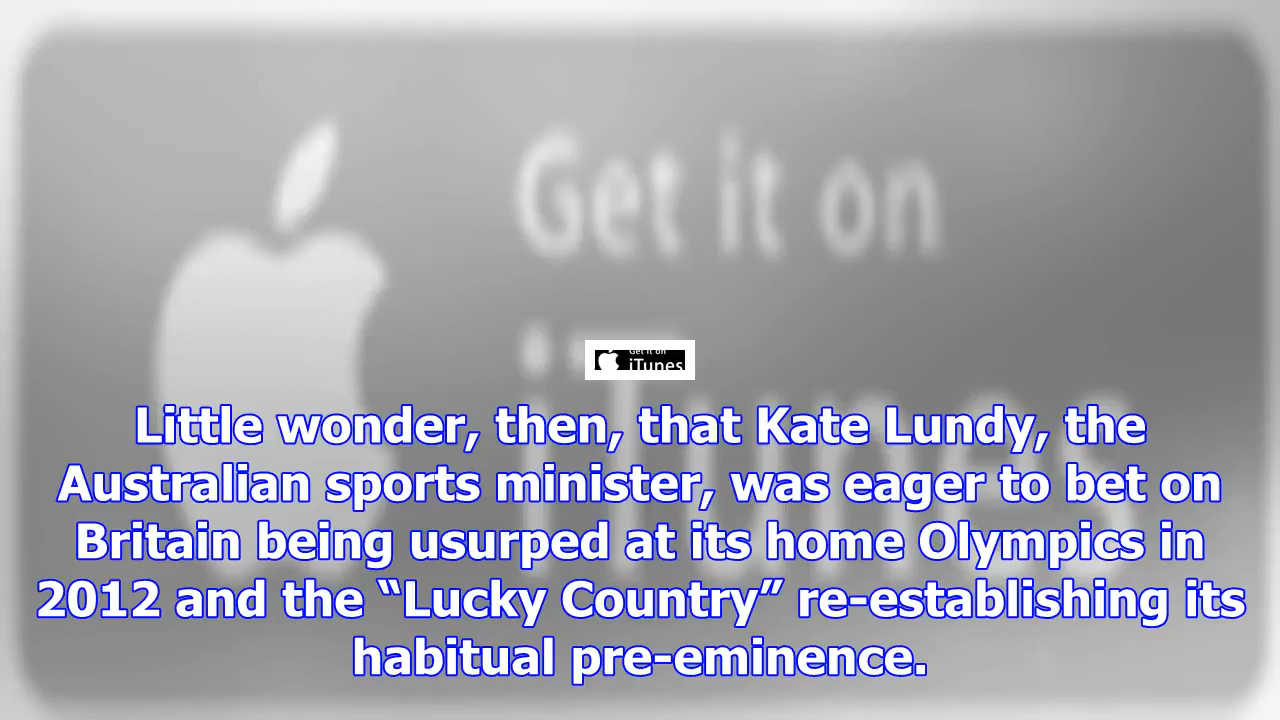 Get it on
iTunes
Get it on
iTunes
Little wonder, then, that Kate Lundy, the
Australian sports minister, was eager to bet on
Britain being usurped at its home Olympics in
2012 and the “Lucky Country” re-establishing its
habitual pre-eminence.